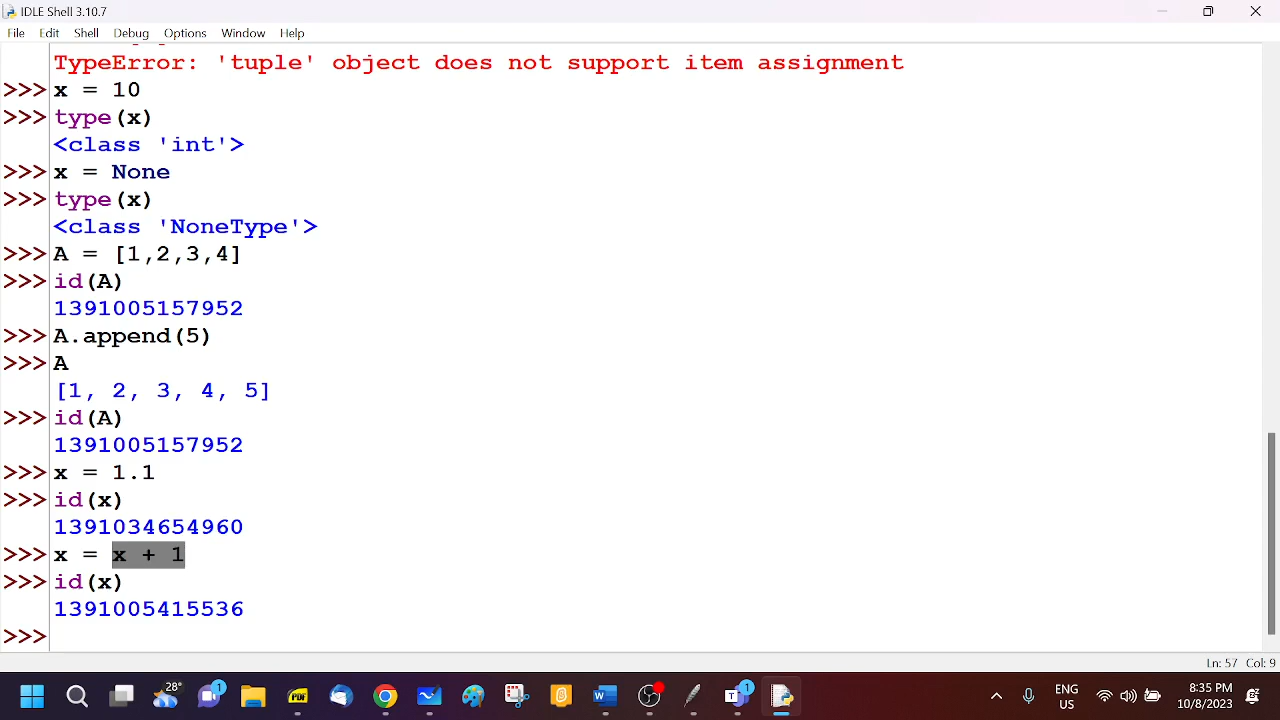 IDLE Shell 3.10.7
File Edit Shell Debug Options Window Help
TypeError: 'tuple' object does not support item assignment
>>> x = 10
>>> type(x)
<class 'int'>
>>> x = None
>>> type(x)
<class 'NoneType'>
>>> A = [1,2,3,4]
>>> id(A)
1391005157952
>>> A.append(5)
>>> A
[1, 2, 3, 4, 5]
>>> id(A)
1391005157952
>>> x = 1.1
>>> id(x)
1391034654960
>>> x = x + 1
>>> id(x)
1391005415536
>>>
Ln: 57 Col: 9
28° 1 PDF W 1 ENG 8:35 PM
US 10/8/2023